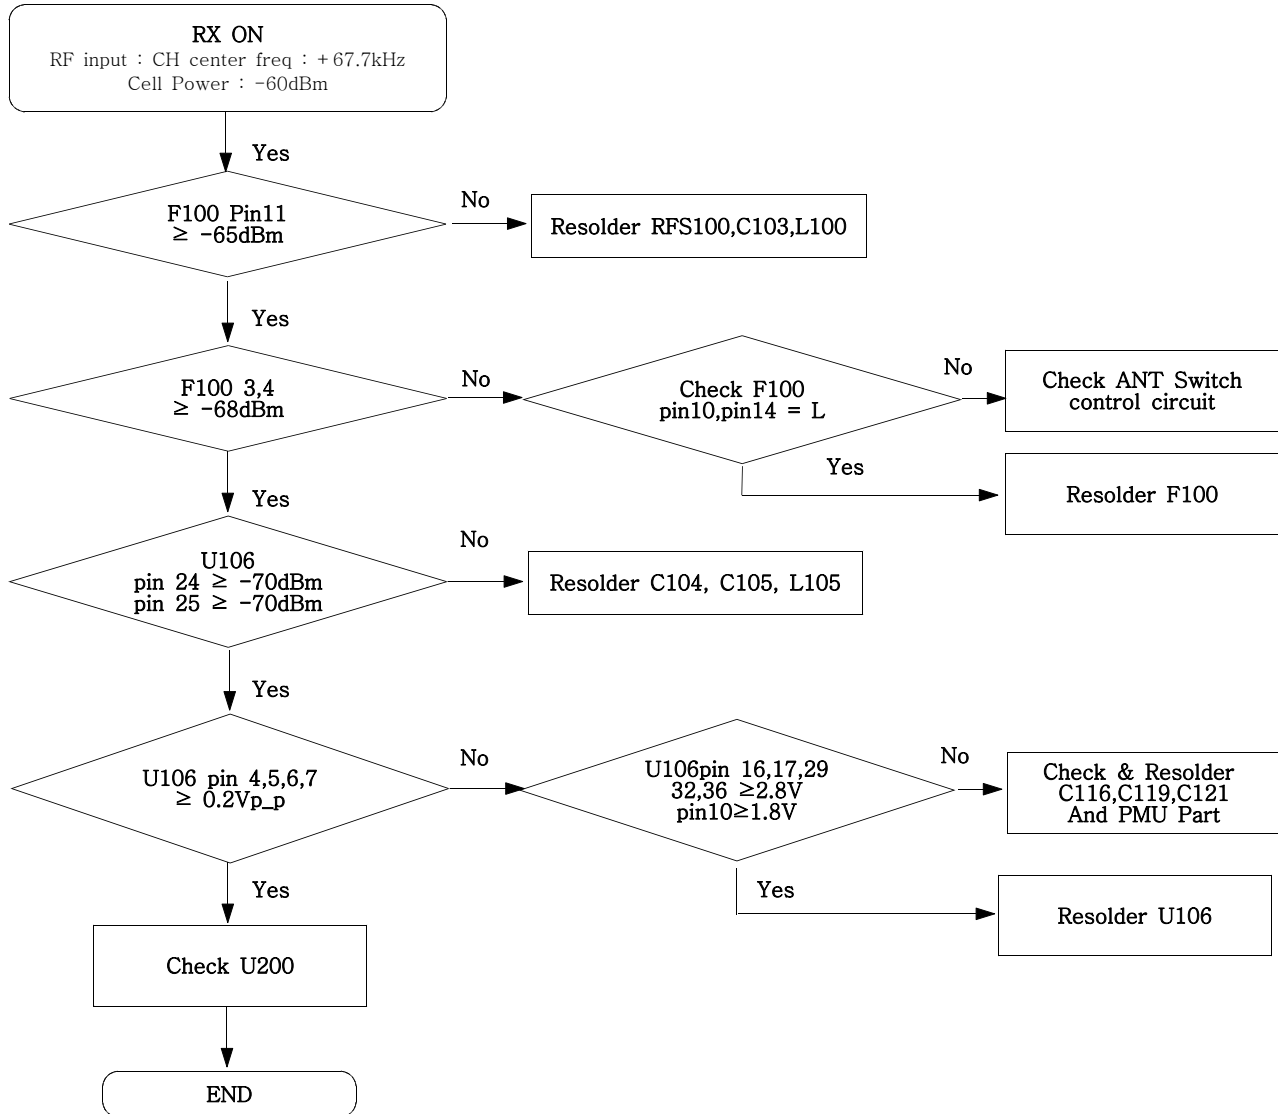 RX ON
RF input : CH center freq : +67.7kHz
Cell Power : -60dBm
Yes
F100 Pin11
≥ -65dBm
No
Resolder RFS100,C103,L100
Yes
F100 3,4
≥ -68dBm
No
Check F100
pin10,pin14 = L
No
Check ANT Switch
control circuit
Yes
Resolder F100
Yes
U106
pin 24 ≥ -70dBm
pin 25 ≥ -70dBm
No
Resolder C104, C105, L105
Yes
U106 pin 4,5,6,7
≥ 0.2Vp_p
No
U106pin 16,17,29
32,36 ≥2.8V
pin10≥1.8V
No
Check & Resolder
C116,C119,C121
And PMU Part
Yes
Resolder U106
Yes
Check U200
END